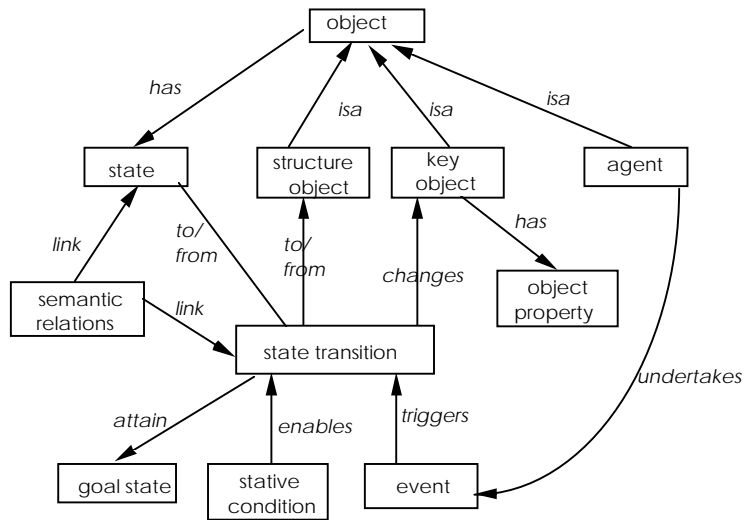 object
has
isa
isa
isa
state
structure
object
key
object
agent
link
to/
from
to/
from
changes
has
semantic
relations
link
object
property
state transition
undertakes
attain
enables
triggers
goal state
stative
condition
event